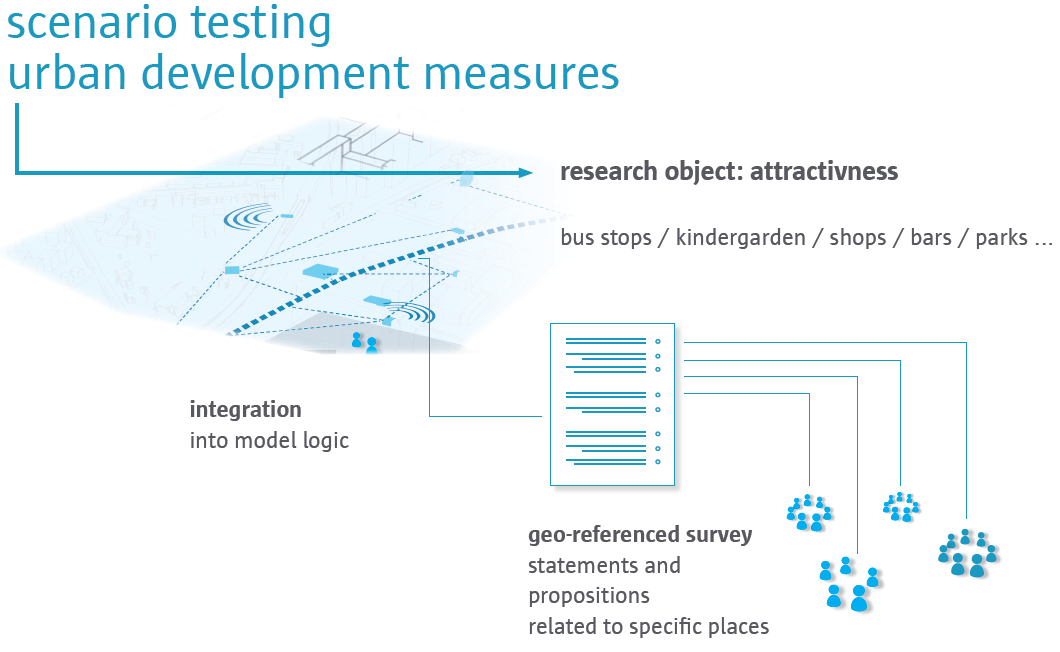 scenario testing
urban development measures
research object: attractivness
bus stops / kindergarden / shops / bars / parks ...
integration
into model logic
geo-referenced survey
statements and
propositions
related to specific places